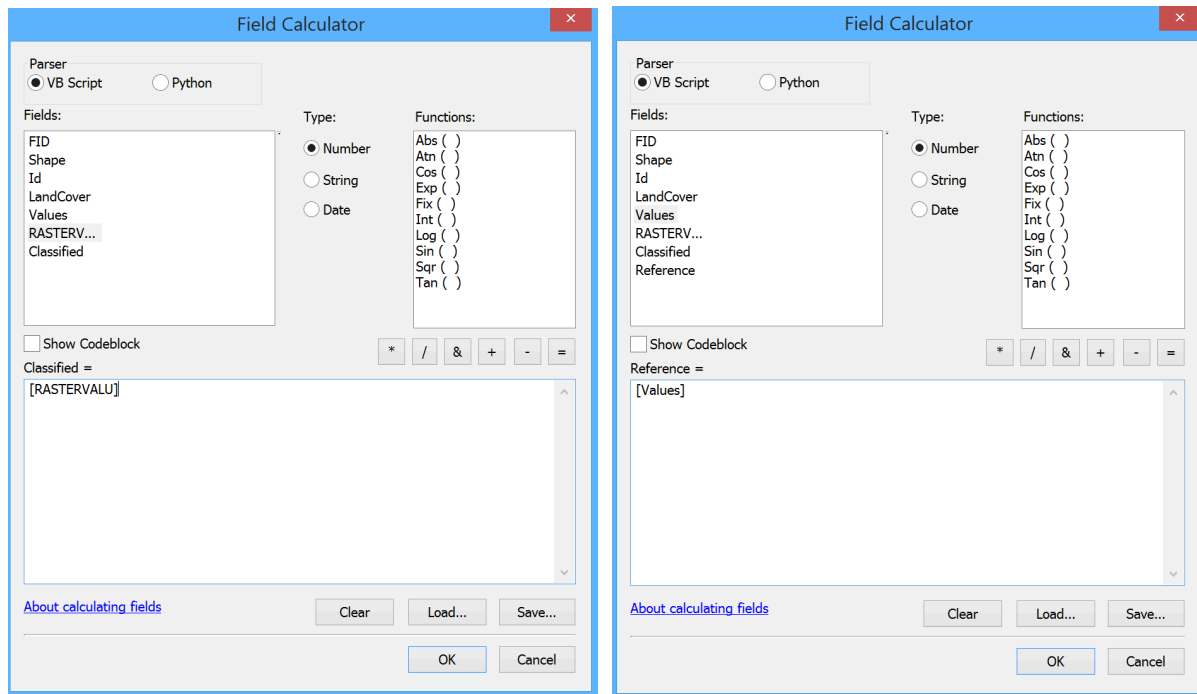 Field Calculator
×
Parser
VB Script Python
Fields:
Type:
Functions:
FID
Shape
Id
LandCover
Values
RASTERV...
Classified
Number
String
Date
Abs ( )
Atn ( )
Cos ( )
Exp ( )
Fix ( )
Int ( )
Log ( )
Sin ( )
Sqr ( )
Tan ( )
Show Codeblock
* / & + - =
Classified =
[RASTERVALU]
About calculating fields
Clear Load... Save...
OK Cancel
Field Calculator
×
Parser
VB Script Python
Fields:
Type:
Functions:
FID
Shape
Id
LandCover
Values
RASTERV...
Classified
Reference
Number
String
Date
Abs ( )
Atn ( )
Cos ( )
Exp ( )
Fix ( )
Int ( )
Log ( )
Sin ( )
Sqr ( )
Tan ( )
Show Codeblock
* / & + - =
Reference =
[Values]
About calculating fields
Clear Load... Save...
OK Cancel